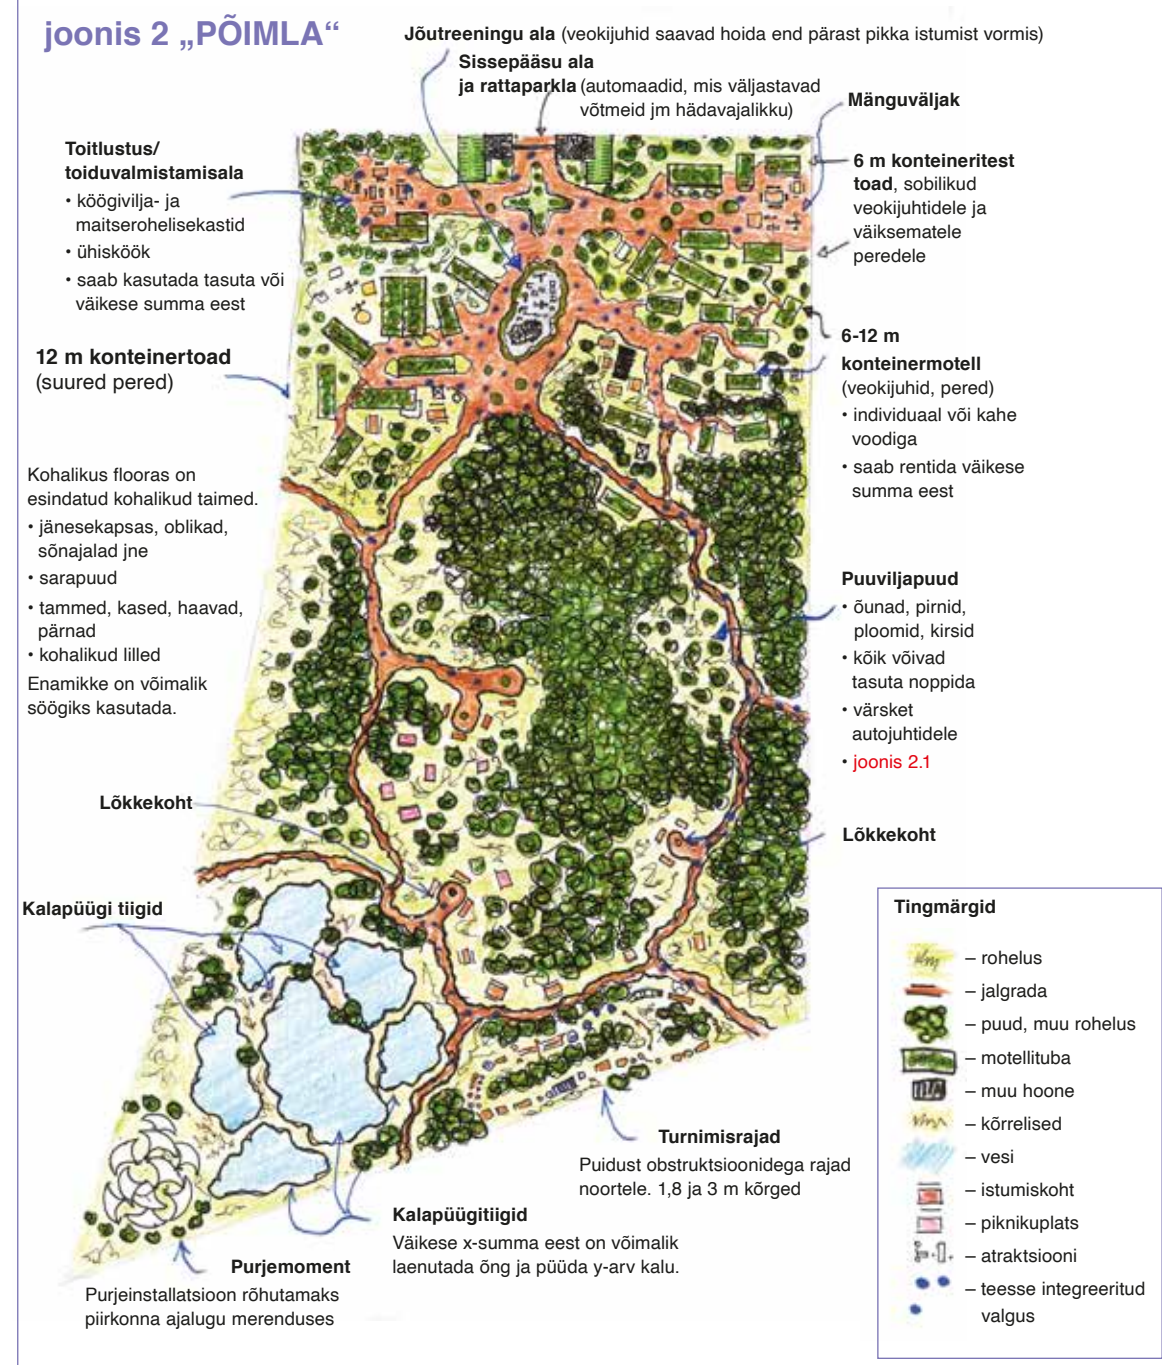 joonis 2 „PÕIMLA“
Jõutreeningu ala (veokijuhid saavad hoida end pärast pikka istumist vormis)
Sissepääsu ala
ja rattaparkla (automaadid, mis väljastavad
võtmeid jm hädavajalikku)
Mänguväljak
Toitlustus/
toiduvalmistamisala
• köögivilja- ja
maitserohelisekastid
• ühisköök
• saab kasutada tasuta või
väikese summa eest
6 m konteineritest
toad, sobilikud
veokijuhtidele ja
väiksematele
peredele
12 m konteinertoad
(suured pered)
6-12 m
konteinermotell
(veokijuhid, pered)
• individuaal või kahe
voodiga
• saab rentida väikese
summa eest
Kohalikus flooras on
esindatud kohalikud taimed.
• jänesekapsas, oblikad,
sõnajalad jne
• sarapuud
• tammed, kased, haavad,
pärnad
• kohalikud lilled
Enamikke on võimalik
söögiks kasutada.
Puuviljapuud
• õunad, pirnid,
ploomid, kirsid
• kõik võivad
tasuta noppida
• värsket
autojuhtidele
• joonis 2.1
Lõkkekoht
Lõkkekoht
Kalapüügi tiigid
Tingmärgid
– rohelus
– jalgrada
– puud, muu rohelus
– motellituba
– muu hoone
– kõrrelised
– vesi
– istumiskoht
– piknikuplats
– atraktsiooni
– teesse integreeritud
valgus
Turnimisrajad
Puidust obstruktsioonidega rajad
noortele. 1,8 ja 3 m kõrged
Kalapüügitiigid
Väikese x-summa eest on võimalik
laenutada õng ja püüda y-arv kalu.
Purjemoment
Purjeinstallatsioon rõhutamaks
piirkonna ajalugu merenduses